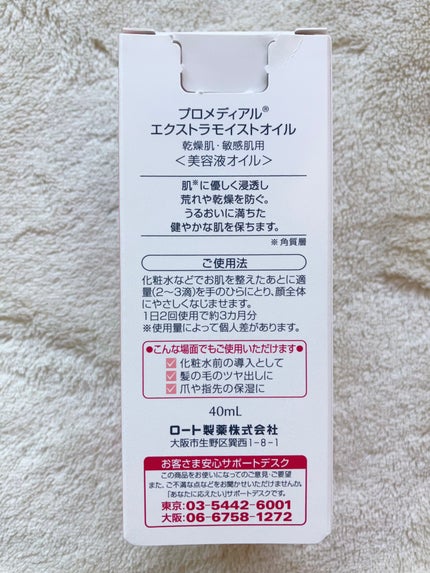 プロメディアル®
エクストラモイストオイル
乾燥肌・敏感肌用
＜美容液オイル＞
肌※に優しく浸透し
荒れや乾燥を防ぐ。
うるおいに満ちた
健やかな肌を保ちます。
※角質層
ご使用法
化粧水などでお肌を整えたあとに適
量(2〜3滴)を手のひらにとり、顔全体
にやさしくなじませます。
1日2回使用で約3カ月分
※使用量によって個人差があります。
●こんな場面でもご使用いただけます●
化粧水前の導入として
髪の毛のツヤ出しに
爪や指先の保湿に
40mL
ロート製薬株式会社
大阪市生野区巽西1-8-1
お客さま安心サポートデスク
この商品をお使いになってのご意見・ご要望
また、ご不満な点などをお聞かせいただけませんか。
「あなたに応えたい」サポートデスクです。
東京:03-5442-6001
大阪:06-6758-1272